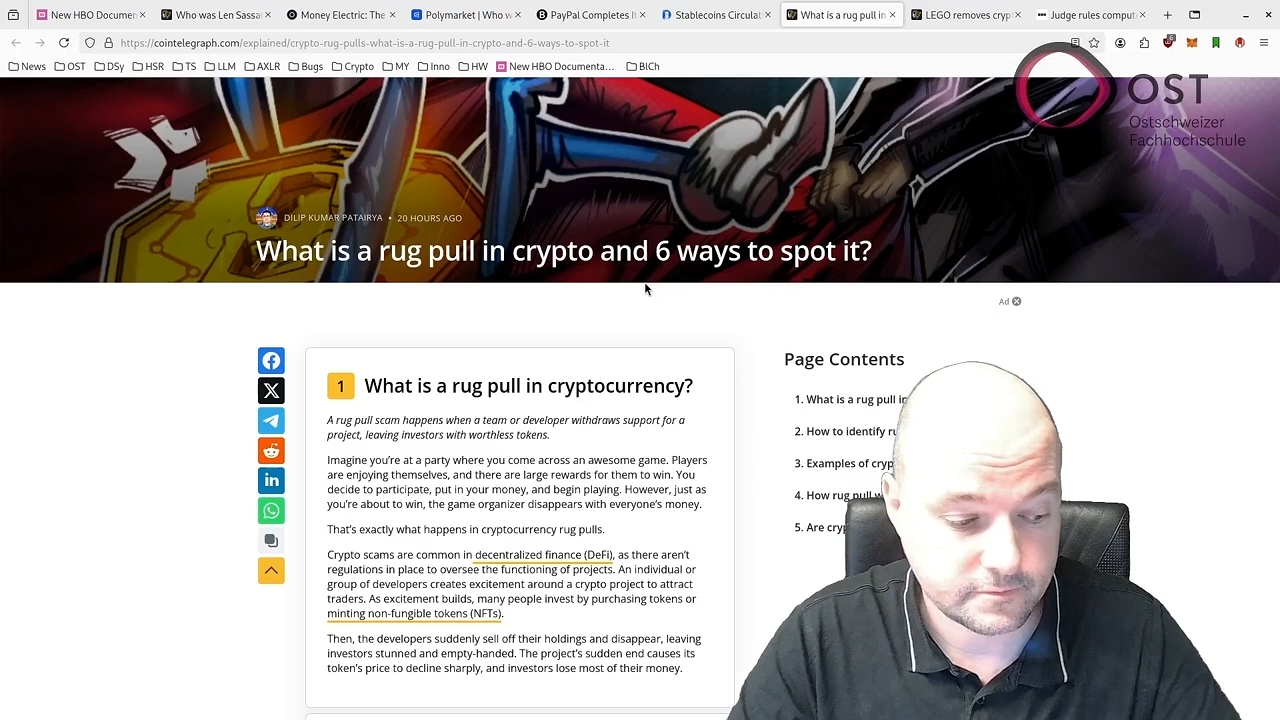 New HBO Documen
Who was Len Sassa
Money Electric: The
Polymarket | Who w
PayPal Completes It
Stablecoins Circulat
What is a rug pull in
LEGO removes cryp
Judge rules comput
https://cointelegraph.com/explained/crypto-rug-pulls-what-is-a-rug-pull-in-crypto-and-6-ways-to-spot-it
News OST DSy HSR TS LLM AXLR Bugs Crypto MY Inno HW New HBO Documenta... BlCh
OST
Ostschweizer
Fachhochschule
DILIP KUMAR PATAIRYA • 20 HOURS AGO
What is a rug pull in crypto and 6 ways to spot it?
Ad
1 What is a rug pull in cryptocurrency?
A rug pull scam happens when a team or developer withdraws support for a
project, leaving investors with worthless tokens.
Imagine you’re at a party where you come across an awesome game. Players
are enjoying themselves, and there are large rewards for them to win. You
decide to participate, put in your money, and begin playing. However, just as
you’re about to win, the game organizer disappears with everyone’s money.
That’s exactly what happens in cryptocurrency rug pulls.
Crypto scams are common in decentralized finance (DeFi), as there aren’t
regulations in place to oversee the functioning of projects. An individual or
group of developers creates excitement around a crypto project to attract
traders. As excitement builds, many people invest by purchasing tokens or
minting non-fungible tokens (NFTs).
Then, the developers suddenly sell off their holdings and disappear, leaving
investors stunned and empty-handed. The project’s sudden end causes its
token’s price to decline sharply, and investors lose most of their money.
Page Contents
1. What is a rug pull in
2. How to identify ru
3. Examples of cryp
4. How rug pull w
5. Are cryp